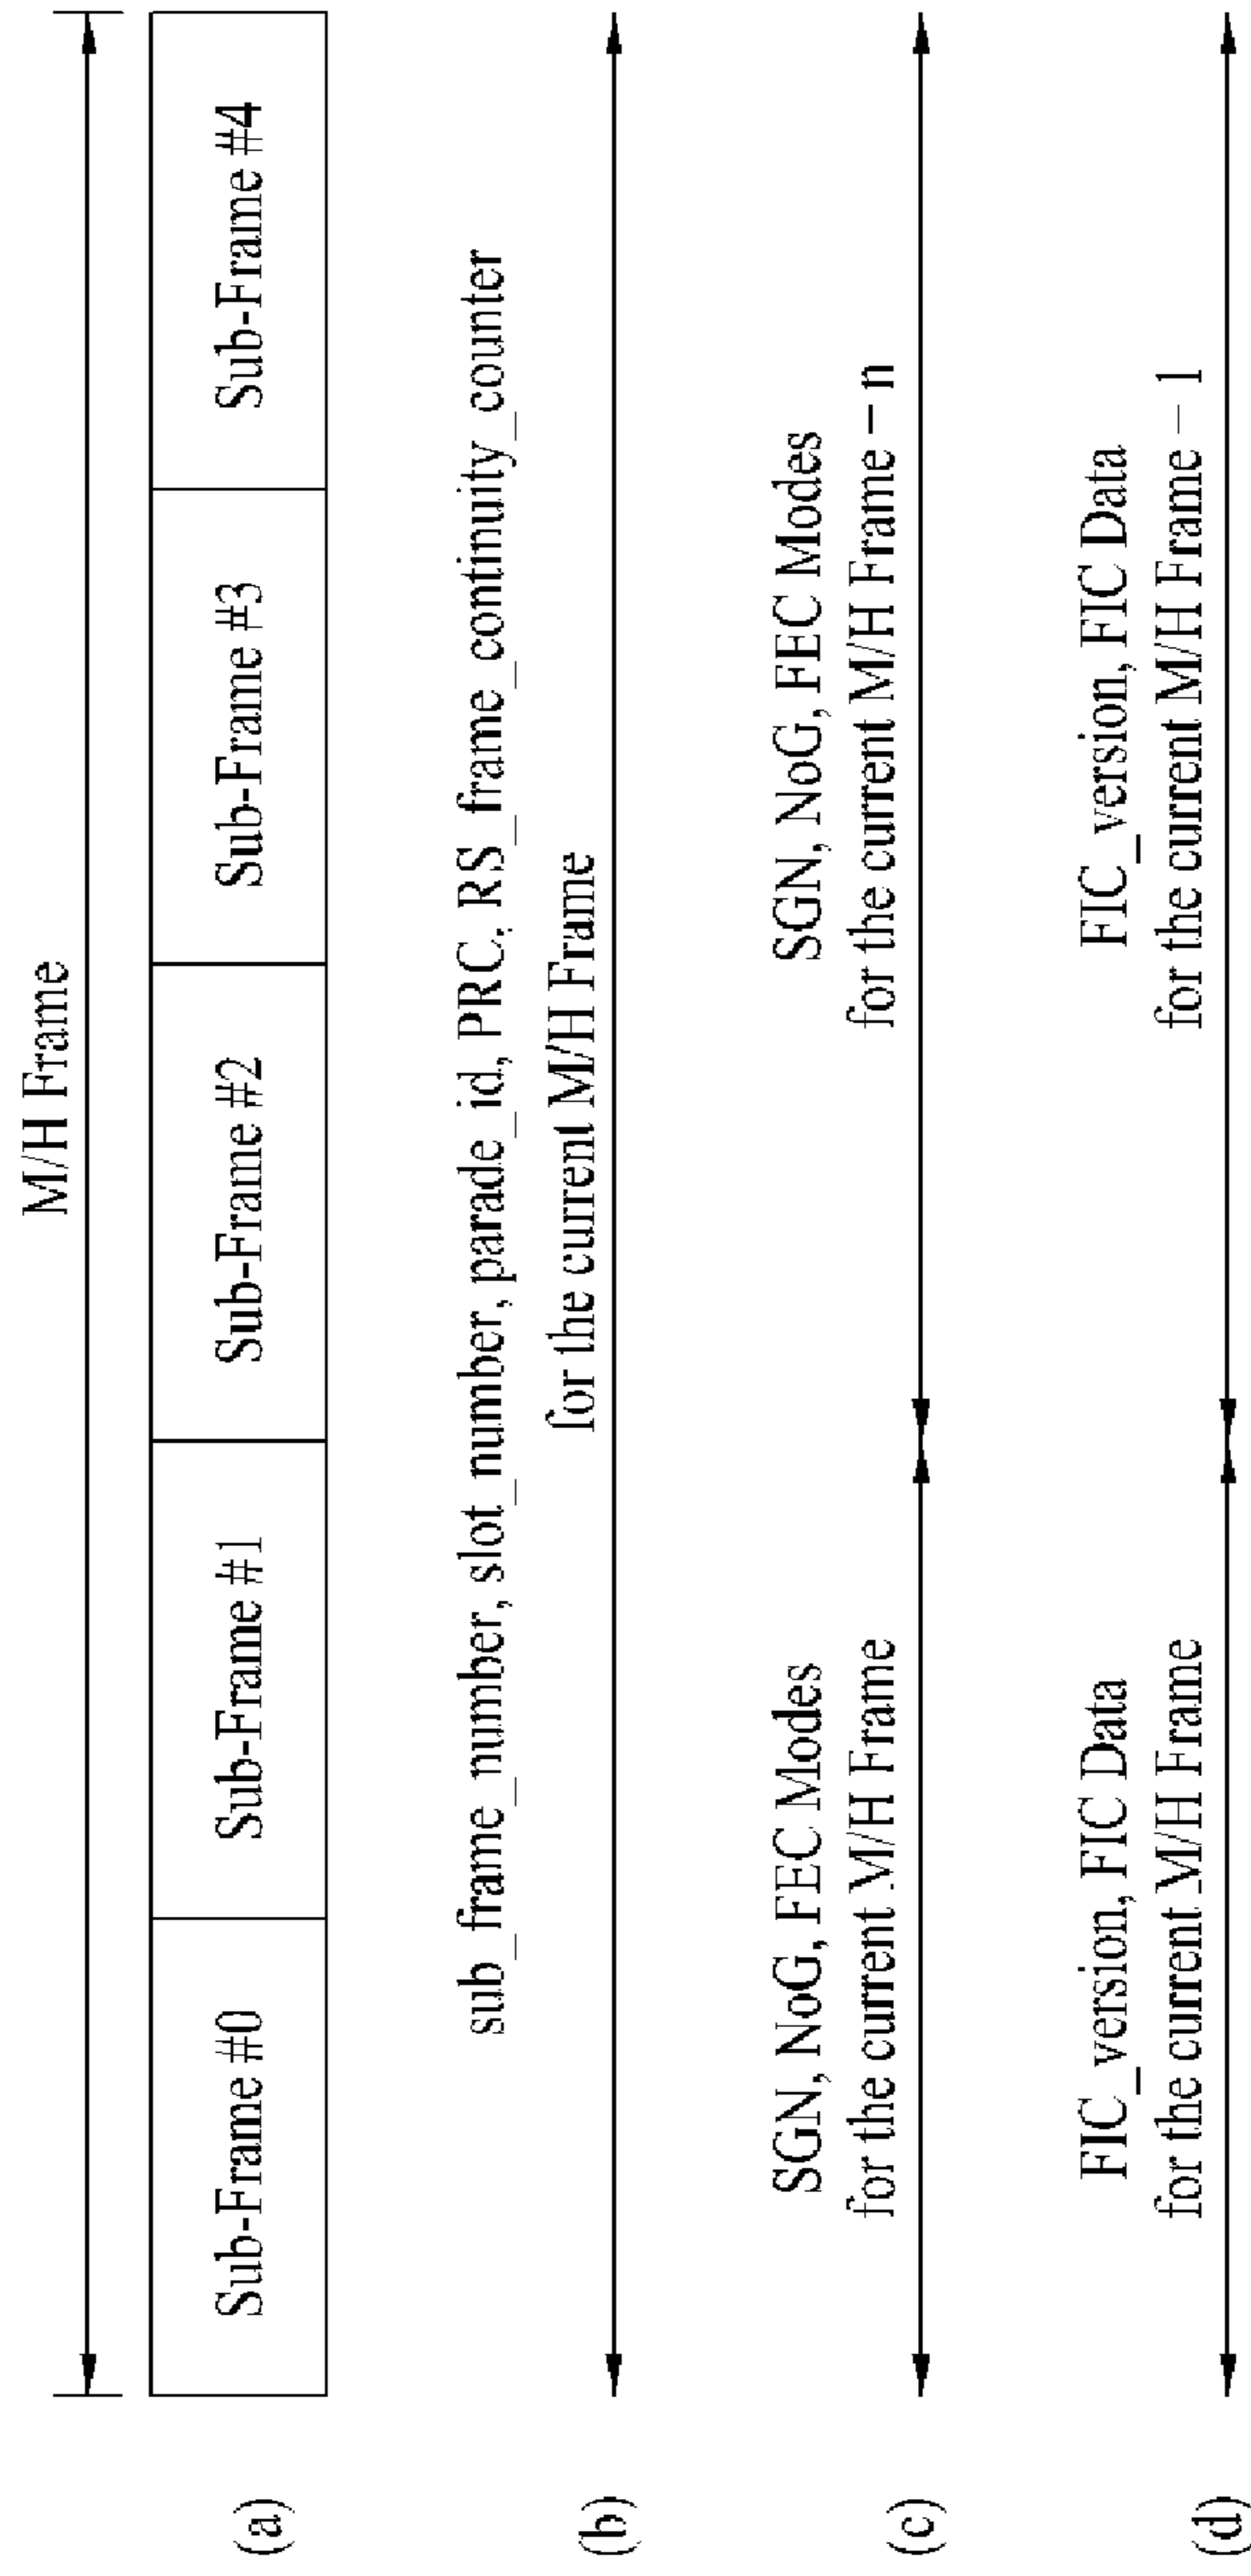 M/H Frame
(a) Sub-Frame #0 Sub-Frame #1 Sub-Frame #2 Sub-Frame #3 Sub-Frame #4
sub_frame_number, slot_number, parade_id, PRC, RS_frame_continuity_counter
for the current M/H Frame
(b)
SGN, NoG, FEC Modes SGN, NoG, FEC Modes
for the current M/H Frame for the current M/H Frame – n
(c)
FIC_version, FIC Data FIC_version, FIC Data
for the current M/H Frame for the current M/H Frame – 1
(d)